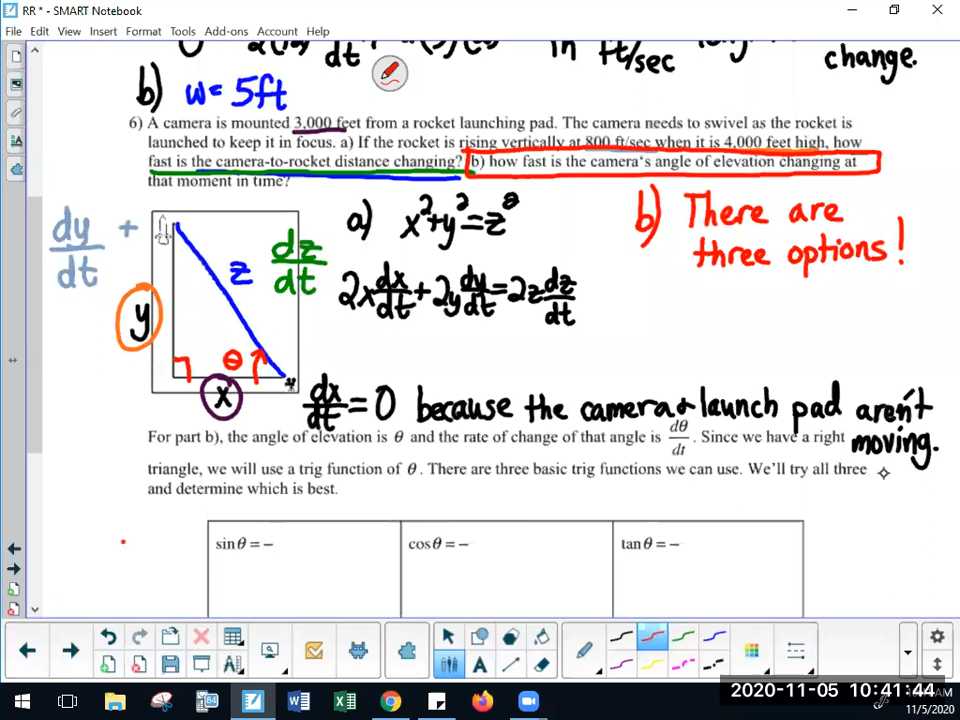 RR * - SMART Notebook
File Edit View Insert Format Tools Add-ons Account Help
dt
in ft/sec
change.
b) w = 5ft
6) A camera is mounted 3,000 feet from a rocket launching pad. The camera needs to swivel as the rocket is
launched to keep it in focus. a) If the rocket is rising vertically at 800 ft/sec when it is 4,000 feet high, how
fast is the camera-to-rocket distance changing? b) how fast is the camera's angle of elevation changing at
that moment in time?
dy/dt +
y
z
dz/dt
θ
x
a) x²+y²=z²
2x dx/dt + 2y dy/dt = 2z dz/dt
b) There are
three options!
dx/dt = 0 because the camera + launch pad aren't
moving.
For part b), the angle of elevation is θ and the rate of change of that angle is dθ/dt. Since we have a right
triangle, we will use a trig function of θ. There are three basic trig functions we can use. We'll try all three
and determine which is best.
sin θ = –
cos θ = –
tan θ = –
2020-11-05 10:41:44
11/5/2020